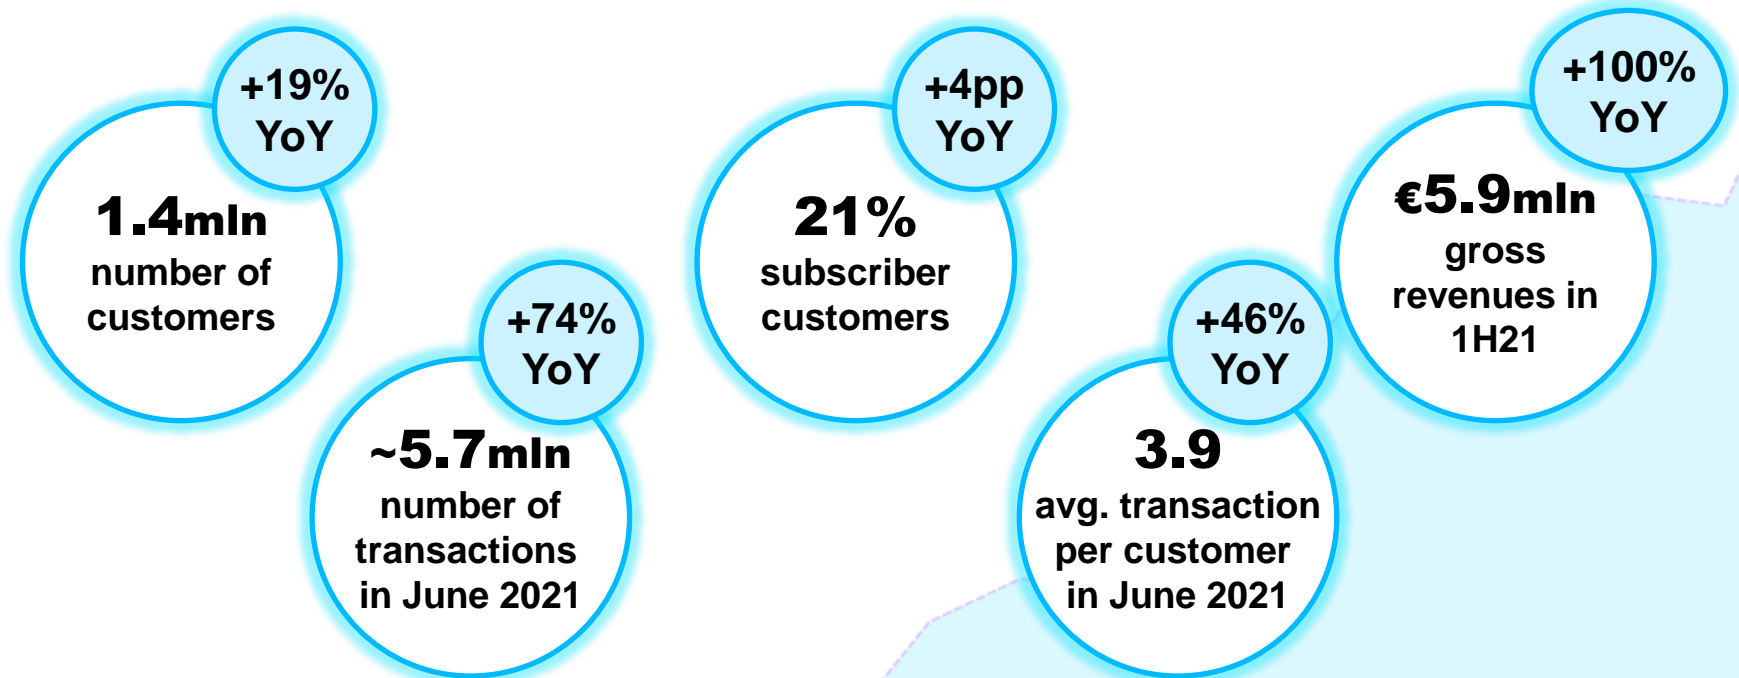 +19%
YoY
1.4mln
number of
customers
+74%
YoY
~5.7mln
number of
transactions
in June 2021
+4pp
YoY
21%
subscriber
customers
+46%
YoY
3.9
avg. transaction
per customer
in June 2021
+100%
YoY
€5.9mln
gross
revenues in
1H21